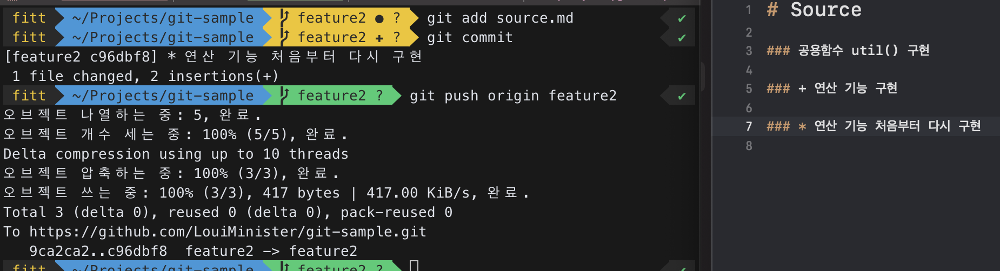 fitt ~/Projects/git-sample feature2 ● ? git add source.md ✔
fitt ~/Projects/git-sample feature2 + ? git commit ✔
[feature2 c96dbf8] * 연산 기능 처음부터 다시 구현
1 file changed, 2 insertions(+)
fitt ~/Projects/git-sample feature2 ? git push origin feature2 ✔
오브젝트 나열하는 중: 5, 완료.
오브젝트 개수 세는 중: 100% (5/5), 완료.
Delta compression using up to 10 threads
오브젝트 압축하는 중: 100% (3/3), 완료.
오브젝트 쓰는 중: 100% (3/3), 417 bytes | 417.00 KiB/s, 완료.
Total 3 (delta 0), reused 0 (delta 0), pack-reused 0
To https://github.com/LouiMinister/git-sample.git
9ca2ca2..c96dbf8 feature2 -> feature2
fitt ~/Projects/git-sample feature2 ? ✔
1 # Source
2
3 ### 공용함수 util() 구현
4
5 ### + 연산 기능 구현
6
7 ### * 연산 기능 처음부터 다시 구현
8